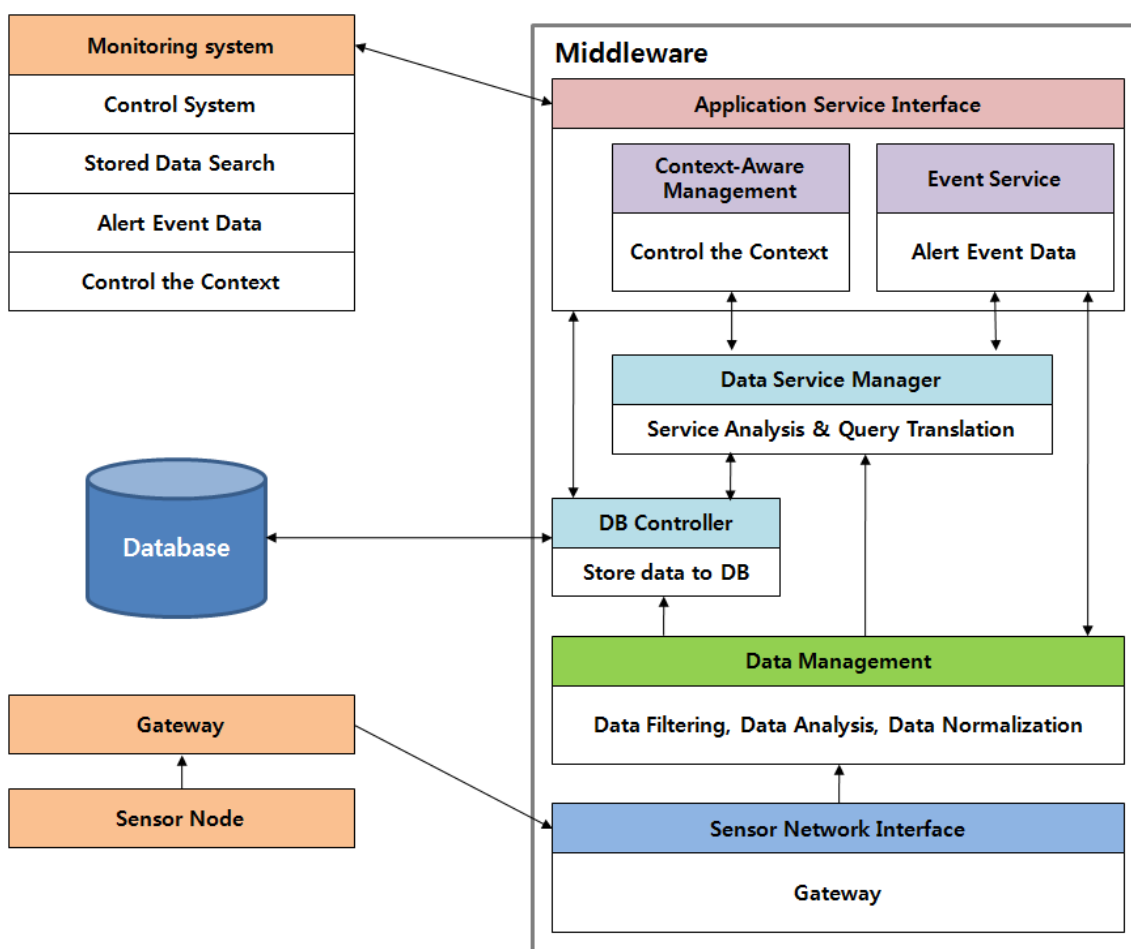 Monitoring system
Control System
Stored Data Search
Alert Event Data
Control the Context
Middleware
Application Service Interface
Context-Aware
Management
Control the Context
Event Service
Alert Event Data
Data Service Manager
Service Analysis & Query Translation
Database
DB Controller
Store data to DB
Data Management
Data Filtering, Data Analysis, Data Normalization
Gateway
Sensor Node
Sensor Network Interface
Gateway